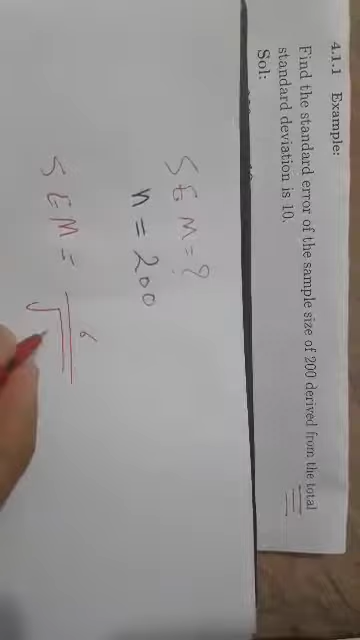 4.1.1 Example:
Find the standard error of the sample size of 200 derived from the total
standard deviation is 10.
Sol:
SEM = ?
n = 200
SEM = σ / √